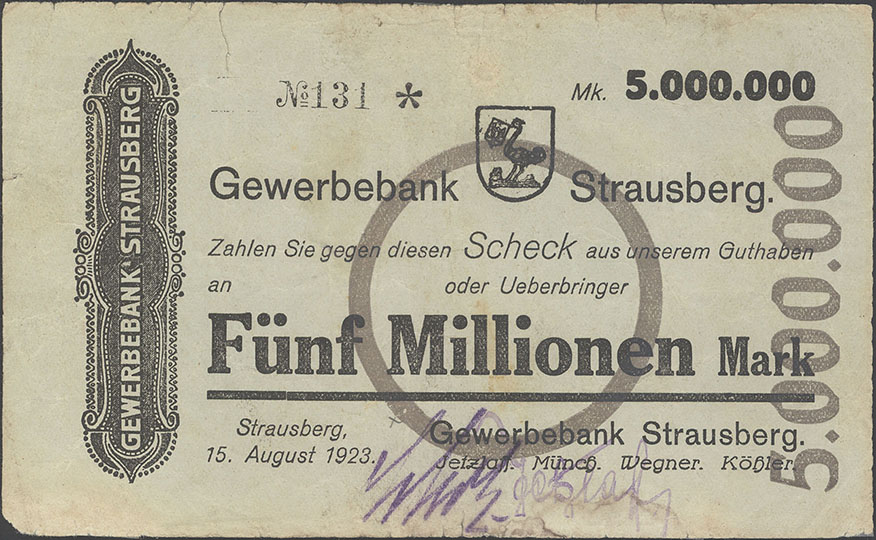 №131 *
Mk. 5.000.000
GEWERBEBANK STRAUSBERG
Gewerbebank Strausberg.
Zahlen Sie gegen diesen Scheck aus unserem Guthaben
an oder Ueberbringer
Fünf Millionen Mark
5.000.000
Strausberg,
15. August 1923.
Gewerbebank Strausberg.
Jetzlaff. Münch. Wegner. Kößler.